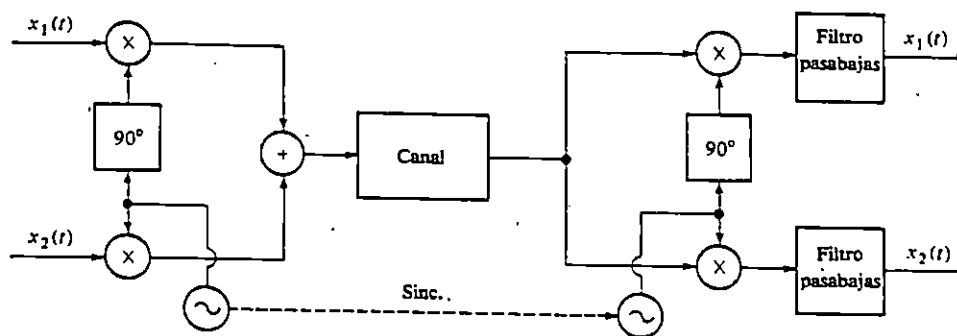 x₁(t)
×
90°
x₂(t)
×
+
Canal
Sinc.
×
Filtro
pasabajas
x₁(t)
90°
×
Filtro
pasabajas
x₂(t)